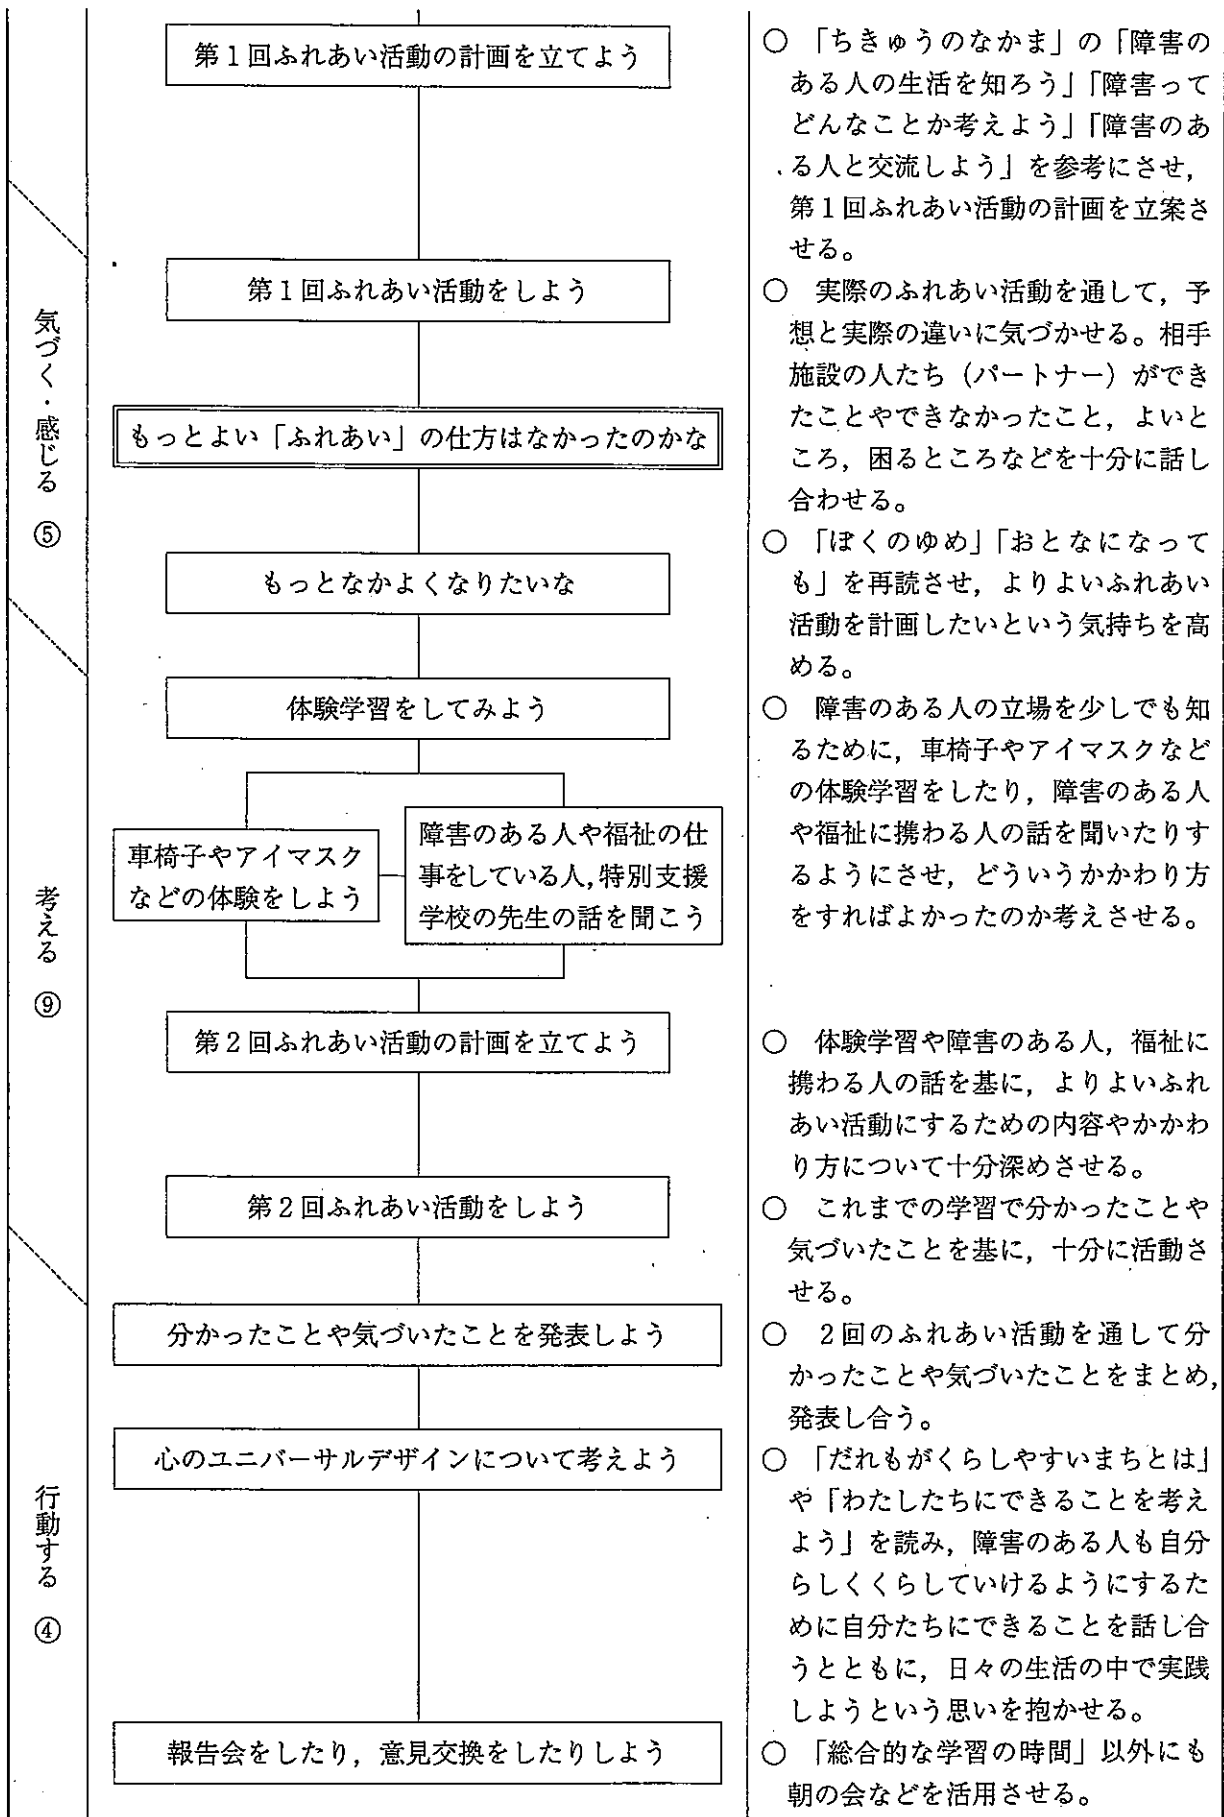 気づく・感じる ⑤
考える ⑨
行動する ④
第1回ふれあい活動の計画を立てよう
第1回ふれあい活動をしよう
もっとよい「ふれあい」の仕方はなかったのかな
もっとなかよくなりたいな
体験学習をしてみよう
車椅子やアイマスク
などの体験をしよう
障害のある人や福祉の仕
事をしている人,特別支援
学校の先生の話を聞こう
第2回ふれあい活動の計画を立てよう
第2回ふれあい活動をしよう
分かったことや気づいたことを発表しよう
心のユニバーサルデザインについて考えよう
報告会をしたり，意見交換をしたりしよう
○ 「ちきゅうのなかま」の「障害の
ある人の生活を知ろう」「障害って
どんなことか考えよう」「障害のあ
る人と交流しよう」を参考にさせ，
第1回ふれあい活動の計画を立案さ
せる。
○ 実際のふれあい活動を通して，予
想と実際の違いに気づかせる。相手
施設の人たち（パートナー）ができ
たことやできなかったこと，よいと
ころ，困るところなどを十分に話し
合わせる。
○ 「ぼくのゆめ」「おとなになって
も」を再読させ，よりよいふれあい
活動を計画したいという気持ちを高
める。
○ 障害のある人の立場を少しでも知
るために，車椅子やアイマスクなど
の体験学習をしたり，障害のある人
や福祉に携わる人の話を聞いたりす
るようにさせ，どういうかかわり方
をすればよかったのか考えさせる。
○ 体験学習や障害のある人，福祉に
携わる人の話を基に，よりよいふれ
あい活動にするための内容やかかわ
り方について十分深めさせる。
○ これまでの学習で分かったことや
気づいたことを基に，十分に活動さ
せる。
○ 2回のふれあい活動を通して分
かったことや気づいたことをまとめ，
発表し合う。
○ 「だれもがくらしやすいまちとは」
や「わたしたちにできることを考え
よう」を読み，障害のある人も自分
らしくくらしていけるようにするた
めに自分たちにできることを話し合
うとともに，日々の生活の中で実践
しようという思いを抱かせる。
○ 「総合的な学習の時間」以外にも
朝の会などを活用させる。